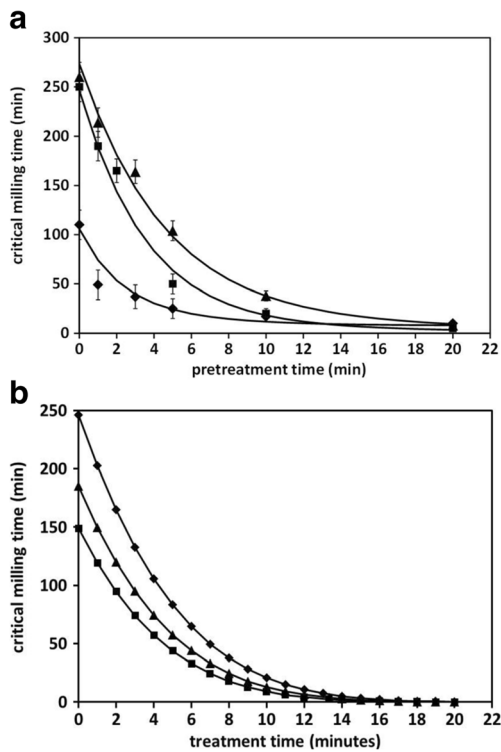 a
300
250
200
150
100
50
0
critical milling time (min)
0 2 4 6 8 10 12 14 16 18 20 22
pretreatment time (min)
b
250
200
150
100
50
0
critical milling time (min)
0 2 4 6 8 10 12 14 16 18 20 22
treatment time (minutes)